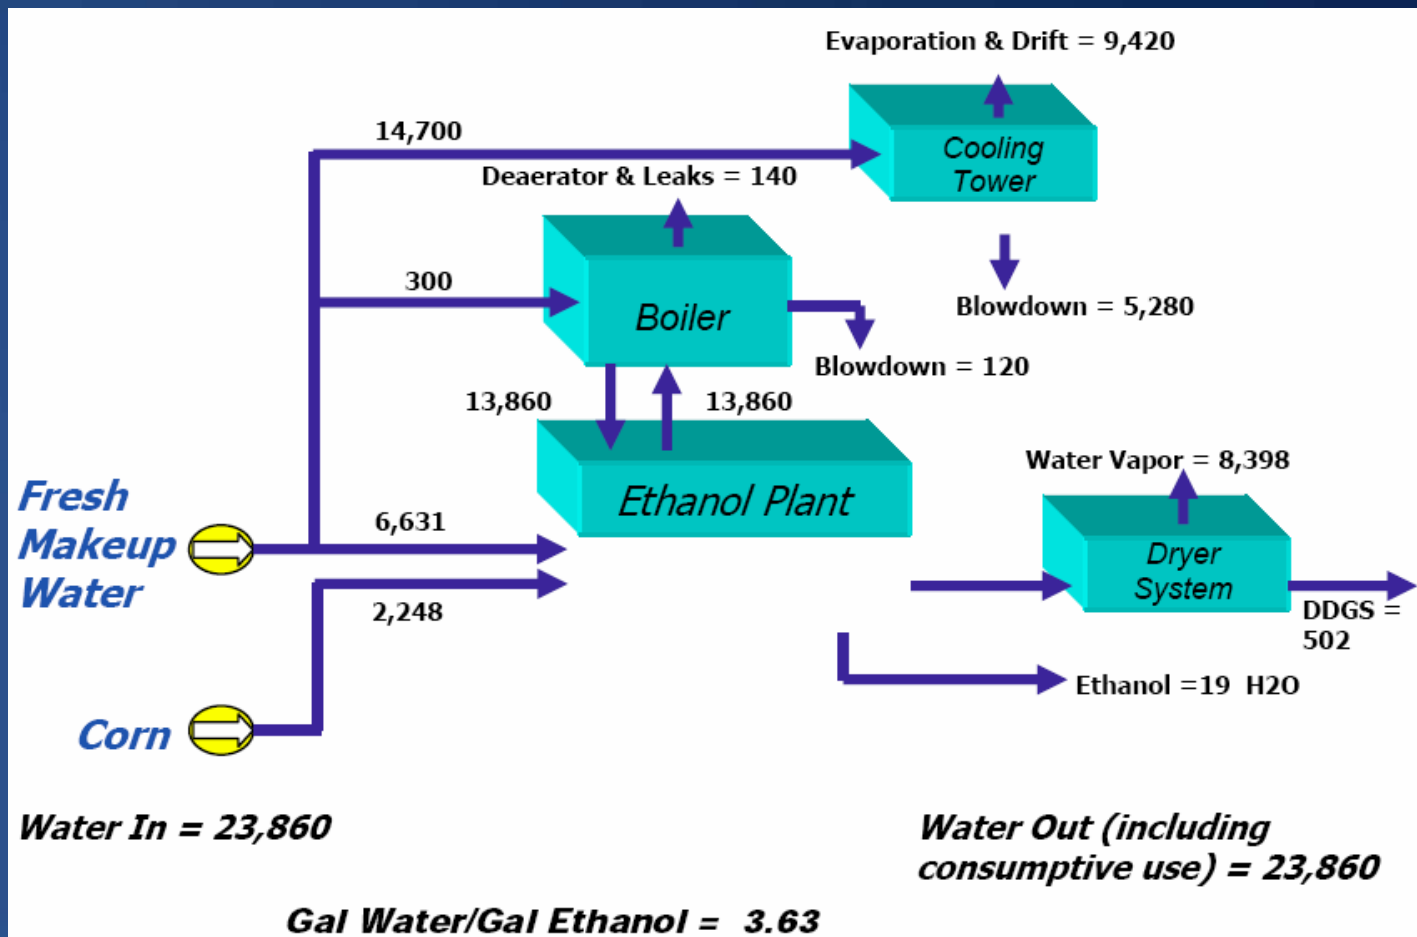 Evaporation & Drift = 9,420
14,700
Cooling
Tower
Deaerator & Leaks = 140
300
Boiler
Blowdown = 5,280
Blowdown = 120
13,860
13,860
Water Vapor = 8,398
Fresh
Makeup
Water
Ethanol Plant
6,631
Dryer
System
2,248
DDGS =
502
Ethanol =19 H2O
Corn
Water In = 23,860
Water Out (including
consumptive use) = 23,860
Gal Water/Gal Ethanol = 3.63